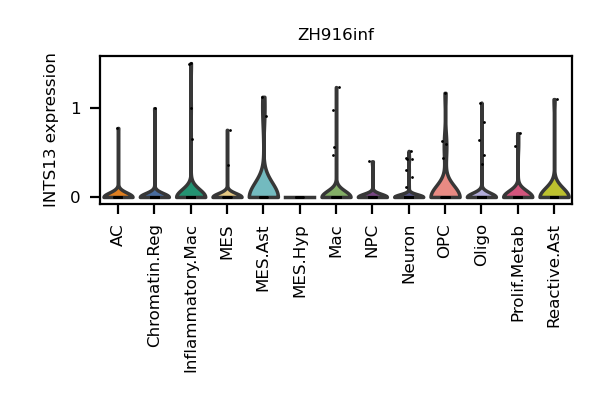 ZH916inf
INTS13 expression
1
0
AC
Chromatin.Reg
Inflammatory.Mac
MES
MES.Ast
MES.Hyp
Mac
NPC
Neuron
OPC
Oligo
Prolif.Metab
Reactive.Ast